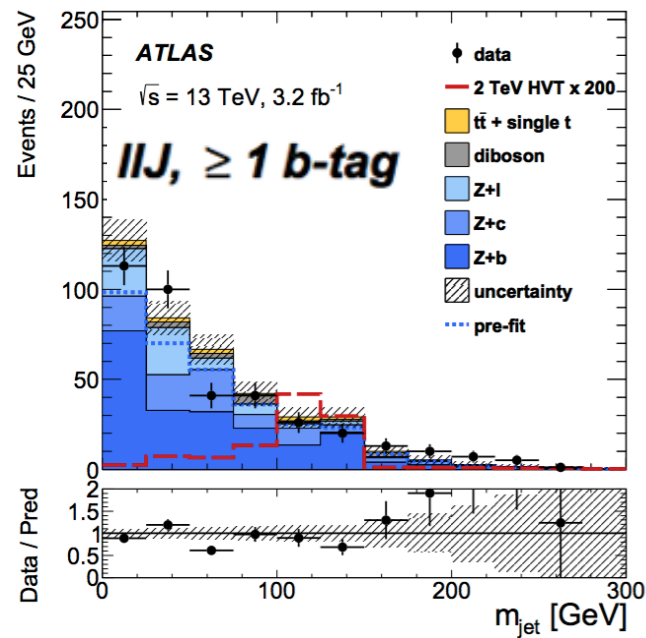 Events / 25 GeV
250
200
150
100
50
0
ATLAS
√s = 13 TeV, 3.2 fb⁻¹
llJ, ≥ 1 b-tag
data
2 TeV HVT x 200
tt̄ + single t
diboson
Z+l
Z+c
Z+b
uncertainty
pre-fit
Data / Pred
2
1.5
1
0.5
0
0 100 200 300
m_jet [GeV]